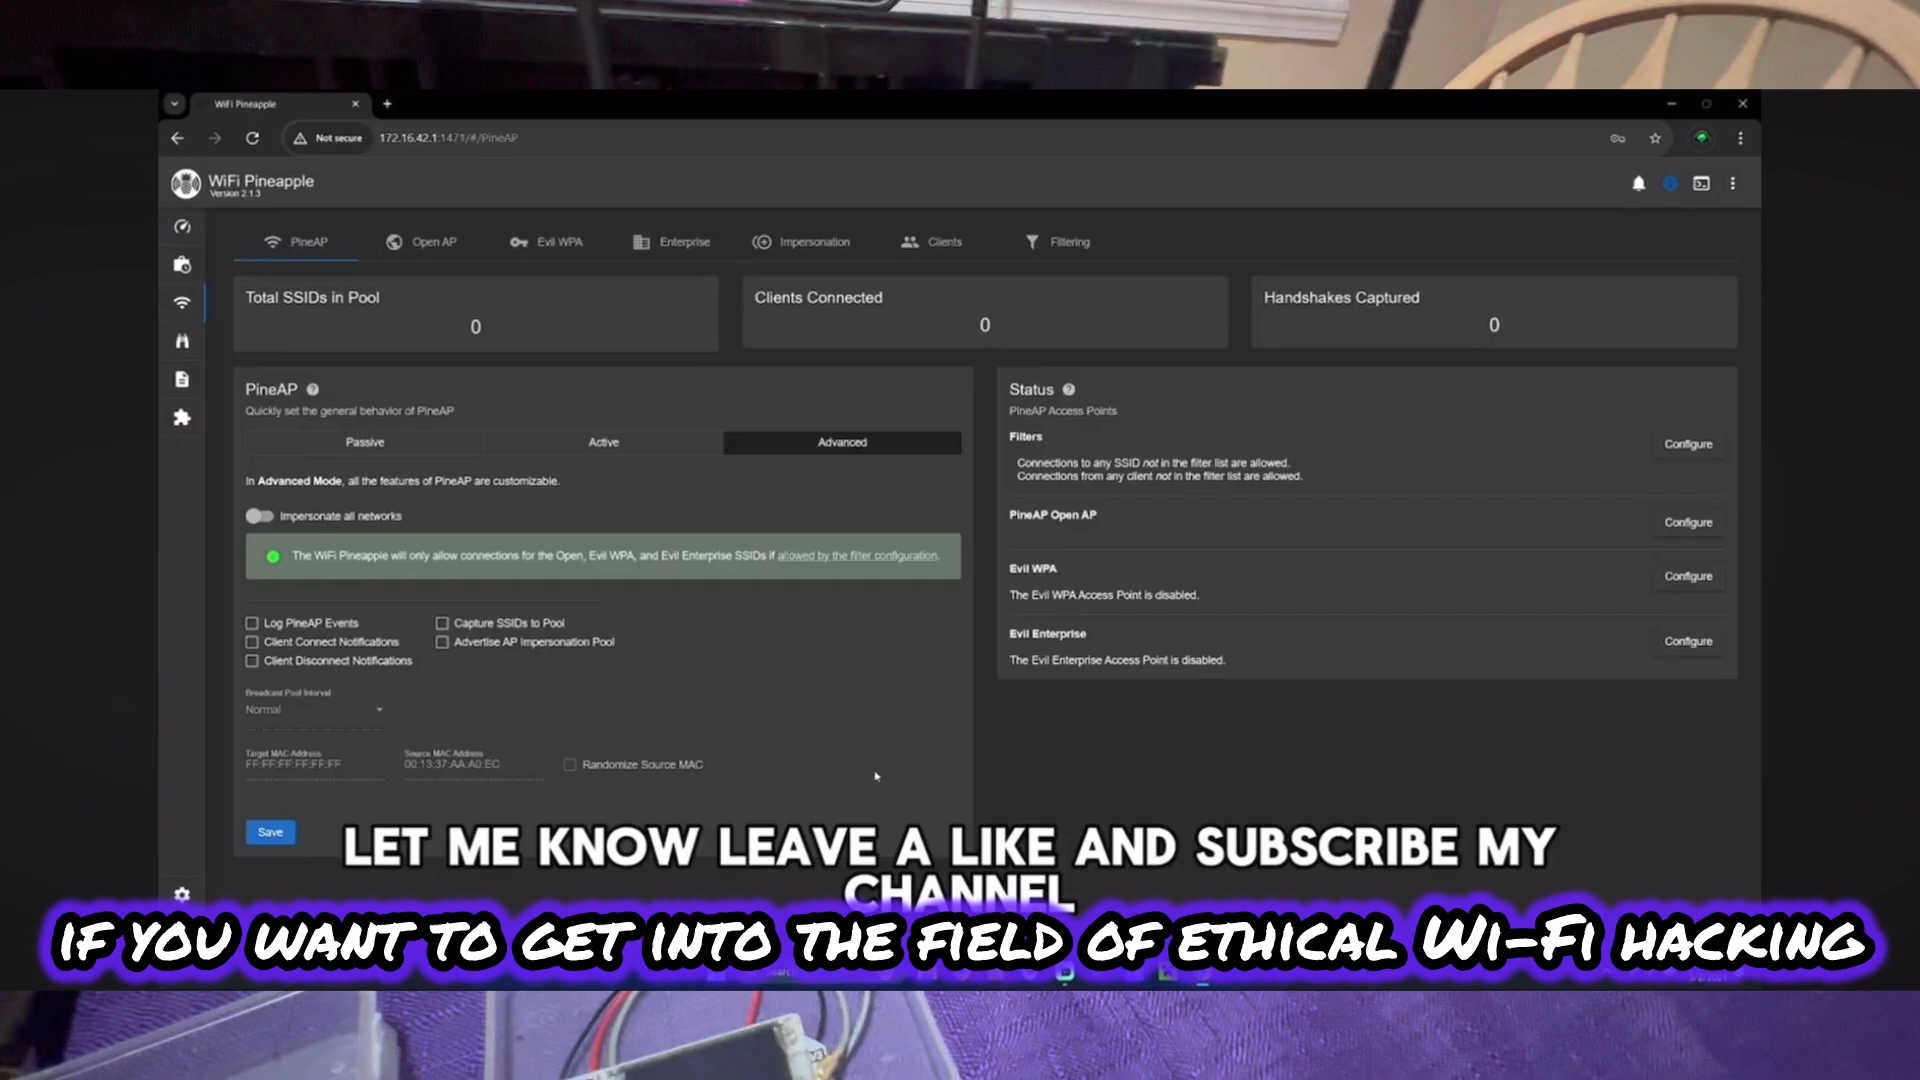 WiFi Pineapple
Not secure
172.16.42.1:1471/#/PineAP
WiFi Pineapple
Version 2.1.3
PineAP
Open AP
Evil WPA
Enterprise
Impersonation
Clients
Filtering
Total SSIDs in Pool
0
Clients Connected
0
Handshakes Captured
0
PineAP
Quickly set the general behavior of PineAP
Passive
Active
Advanced
In Advanced Mode, all the features of PineAP are customizable.
Impersonate all networks
The WiFi Pineapple will only allow connections for the Open, Evil WPA, and Evil Enterprise SSIDs if allowed by the filter configuration.
Log PineAP Events
Capture SSIDs to Pool
Client Connect Notifications
Advertise AP Impersonation Pool
Client Disconnect Notifications
Broadcast Pool Interval
Normal
Target MAC Address
FF:FF:FF:FF:FF:FF
Source MAC Address
00:13:37:AA:A0:EC
Randomize Source MAC
Save
Status
PineAP Access Points
Filters
Configure
Connections to any SSID not in the filter list are allowed.
Connections from any client not in the filter list are allowed.
PineAP Open AP
Configure
Evil WPA
Configure
The Evil WPA Access Point is disabled.
Evil Enterprise
Configure
The Evil Enterprise Access Point is disabled.
LET ME KNOW LEAVE A LIKE AND SUBSCRIBE MY
CHANNEL
if you want to get into the field of ethical Wi-Fi hacking